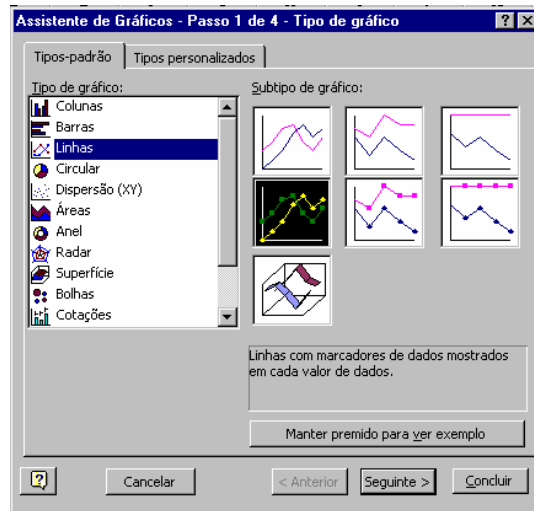 Assistente de Gráficos - Passo 1 de 4 - Tipo de gráfico
Tipos-padrão
Tipos personalizados
Tipo de gráfico:
Subtipo de gráfico:
Colunas
Barras
Linhas
Circular
Dispersão (XY)
Áreas
Anel
Radar
Superfície
Bolhas
Cotações
Linhas com marcadores de dados mostrados
em cada valor de dados.
Manter premido para ver exemplo
Cancelar
< Anterior
Seguinte >
Concluir